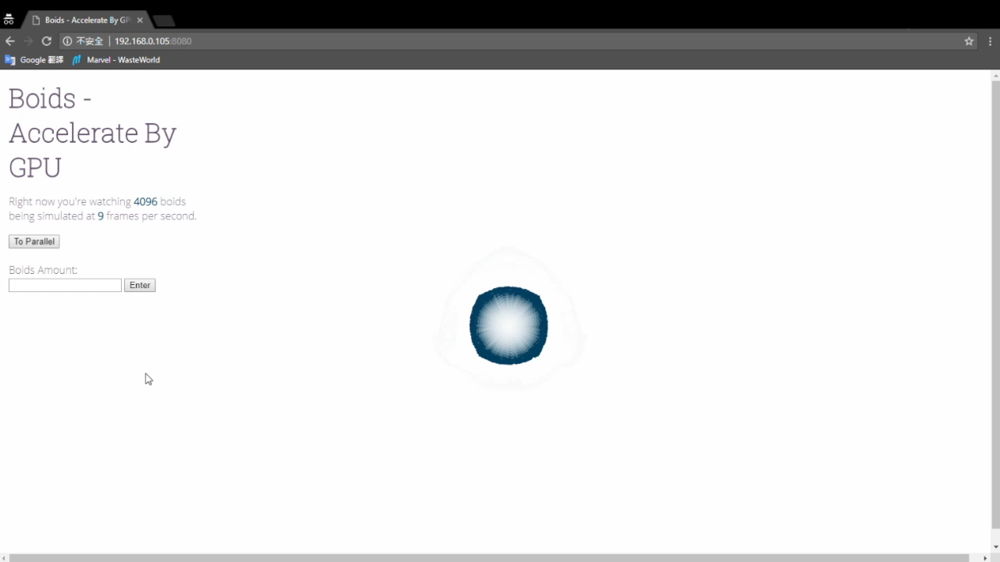 Boids - Accelerate By GP
不安全 192.168.0.105:8080
Google 翻譯 Marvel - WasteWorld
Boids -
Accelerate By
GPU
Right now you're watching 4096 boids
being simulated at 9 frames per second.
To Parallel
Boids Amount:
Enter